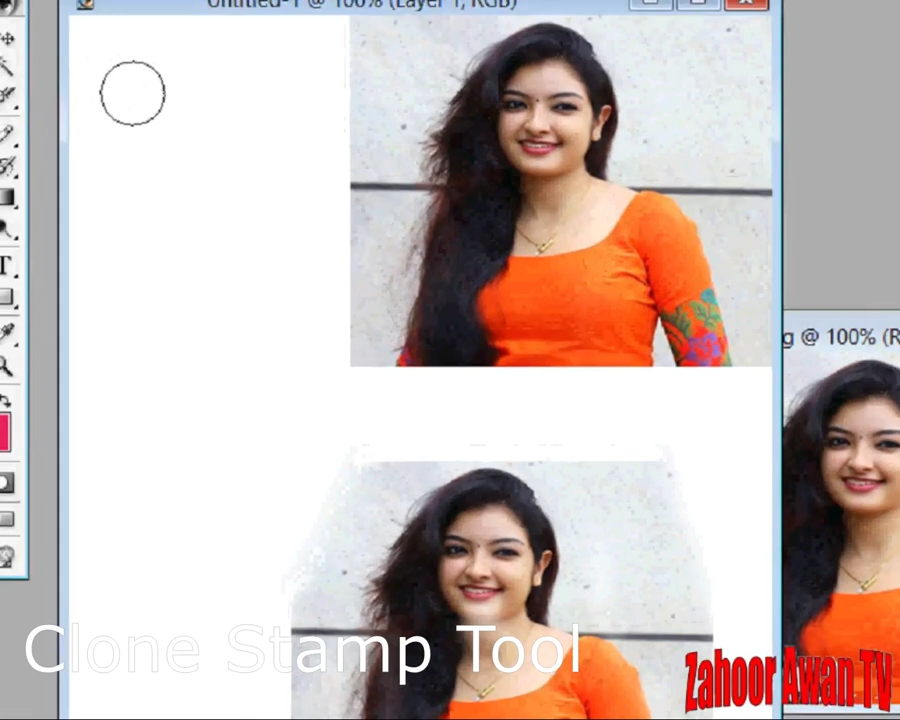 Untitled-1 @ 100% (Layer 1, RGB)
g @ 100% (R
T
Clone Stamp Tool
Zahoor Awan TV